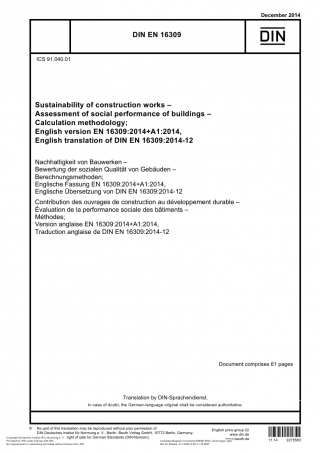 December 2014
DIN EN 16309
DIN
ICS 91.040.01
Sustainability of construction works –
Assessment of social performance of buildings –
Calculation methodology;
English version EN 16309:2014+A1:2014,
English translation of DIN EN 16309:2014-12
Nachhaltigkeit von Bauwerken –
Bewertung der sozialen Qualität von Gebäuden –
Berechnungsmethoden;
Englische Fassung EN 16309:2014+A1:2014,
Englische Übersetzung von DIN EN 16309:2014-12
Contribution des ouvrages de construction au développement durable –
Évaluation de la performance sociale des bâtiments –
Méthodes;
Version anglaise EN 16309:2014+A1:2014,
Traduction anglaise de DIN EN 16309:2014-12
Document comprises 61 pages
Translation by DIN-Sprachendienst.
In case of doubt, the German-language original shall be considered authoritative.
© No part of this translation may be reproduced without prior permission of
DIN Deutsches Institut für Normung e. V., Berlin. Beuth Verlag GmbH, 10772 Berlin, Germany,
right of sale for German Standards (DIN-Normen).
English price group 22
www.din.de
www.beuth.de
11.14